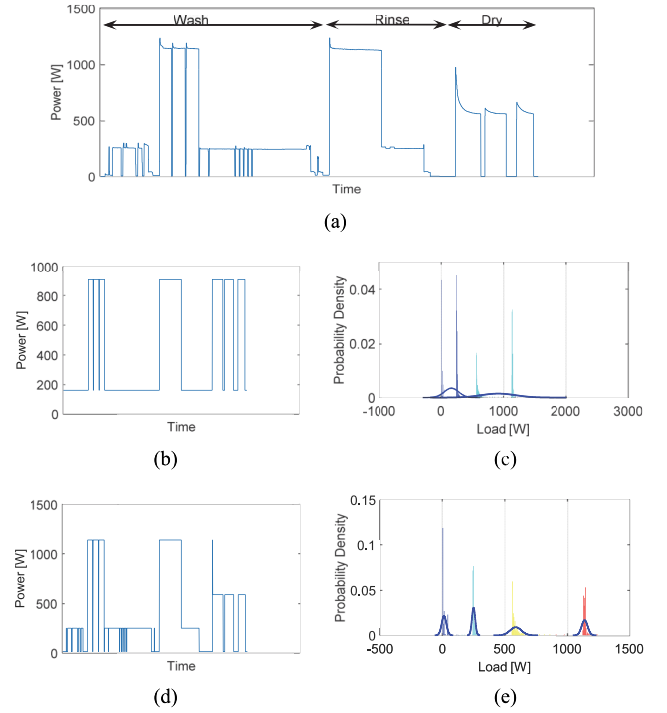 Wash
Rinse
Dry
1500
1000
500
0
Power [W]
Time
(a)
1000
800
600
400
200
0
Power [W]
Time
(b)
0.04
0.02
0
Probability Density
-1000
0
1000
2000
3000
Load [W]
(c)
1500
1000
500
0
Power [W]
Time
(d)
0.15
0.1
0.05
0
Probability Density
-500
0
500
1000
1500
Load [W]
(e)